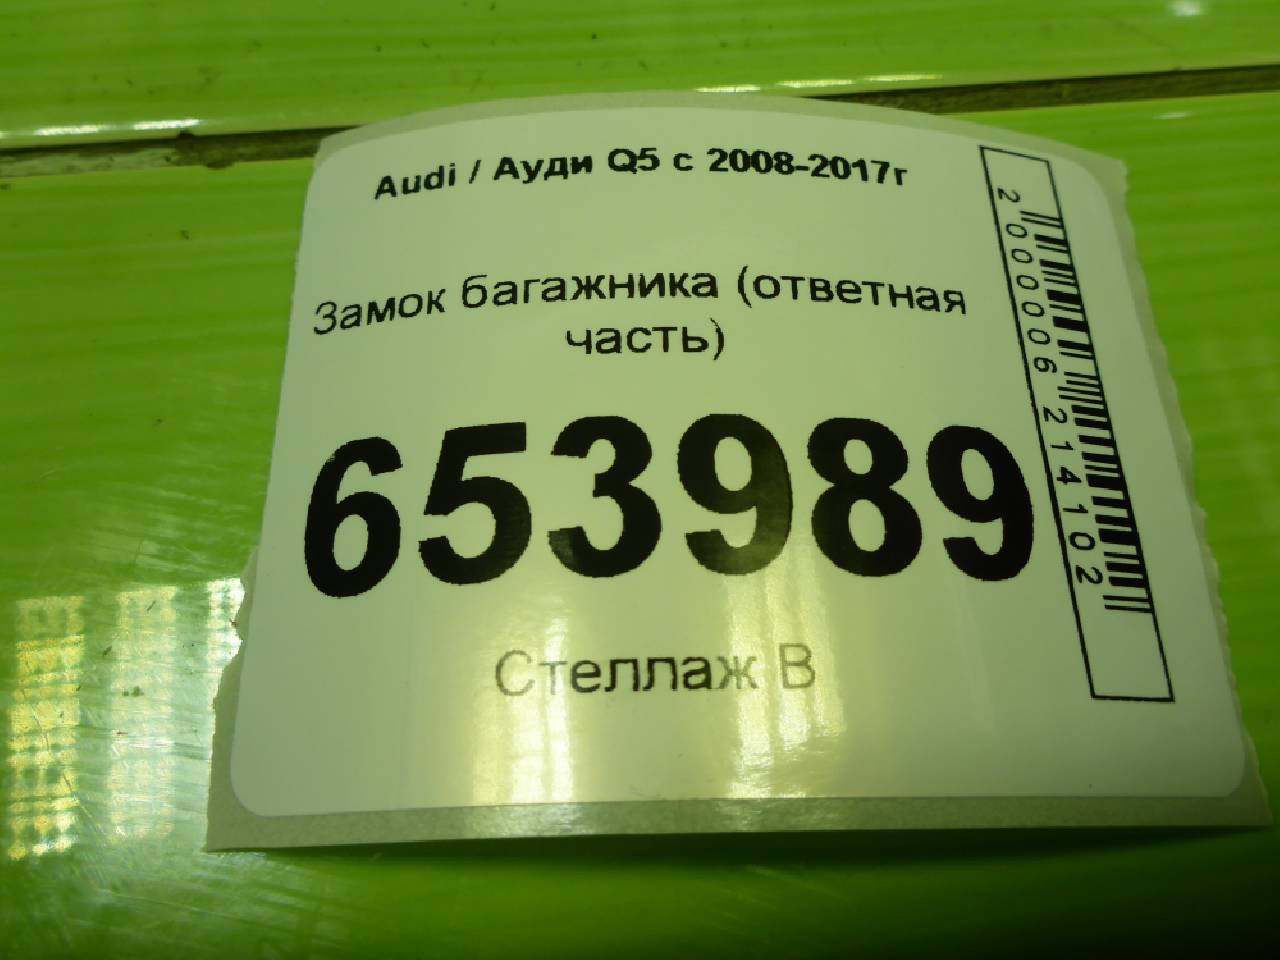 Audi / Ауди Q5 с 2008-2017г
Замок багажника (ответная
часть)
653989
Стеллаж В
2000006214102